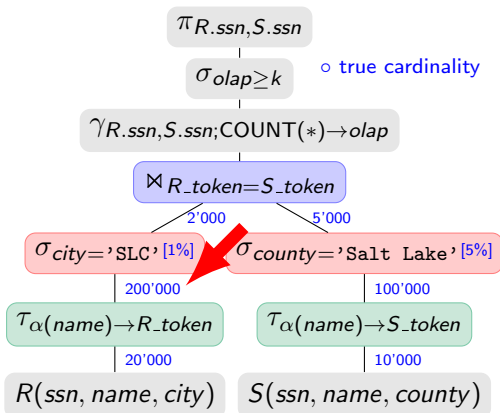 π R.ssn,S.ssn
σ olap≥k
∘ true cardinality
γ R.ssn,S.ssn;COUNT(*)→olap
⋈ R_token=S_token
2'000 5'000
σ city='SLC' [1%] σ county='Salt Lake' [5%]
200'000 100'000
τ α(name)→R_token τ α(name)→S_token
20'000 10'000
R(ssn, name, city) S(ssn, name, county)